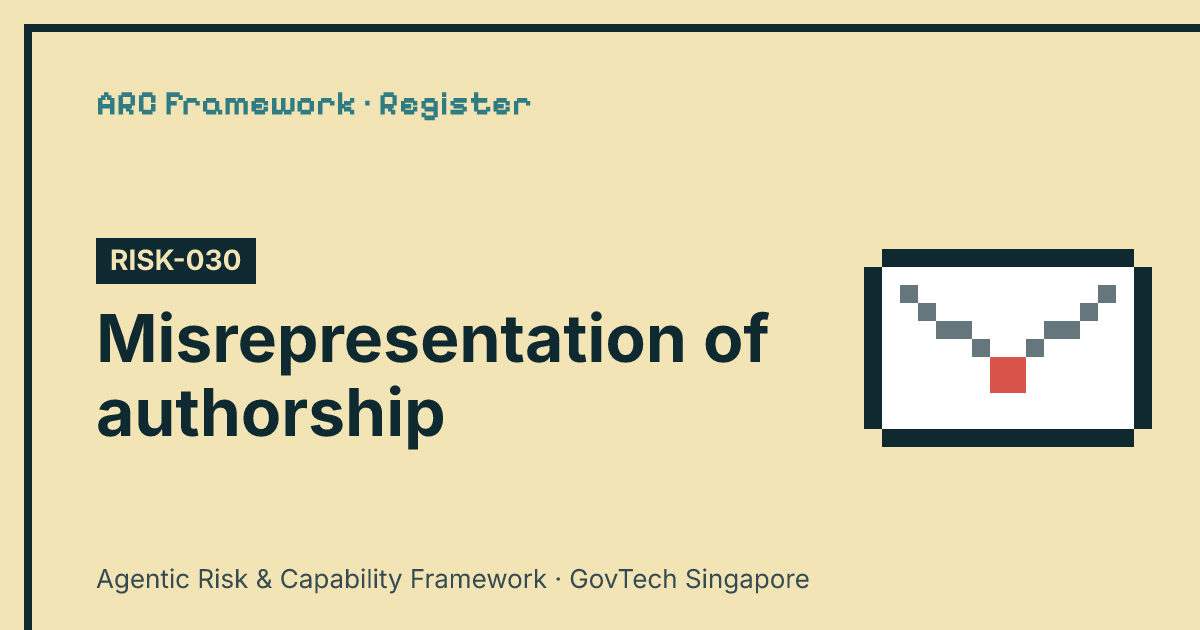 ARC Framework · Register
RISK-030
Misrepresentation of
authorship
Agentic Risk & Capability Framework · GovTech Singapore